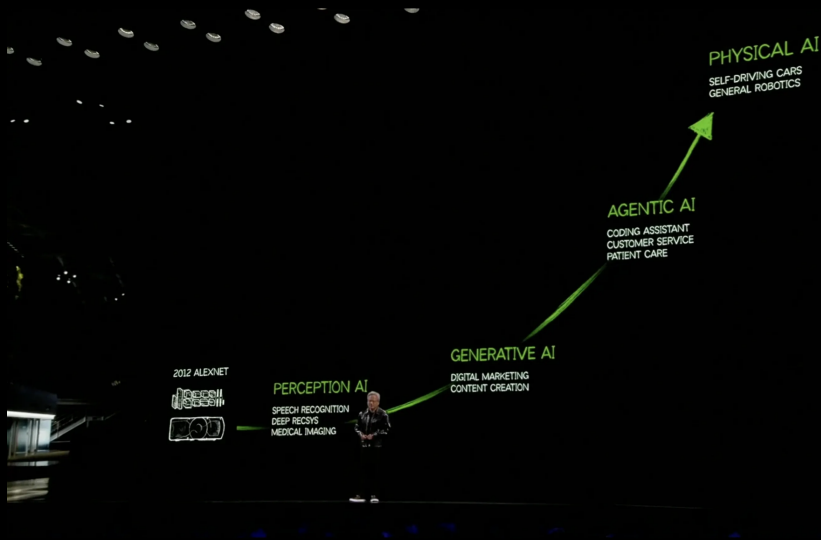 2012 ALEXNET
PERCEPTION AI
SPEECH RECOGNITION
DEEP RECSYS
MEDICAL IMAGING
GENERATIVE AI
DIGITAL MARKETING
CONTENT CREATION
AGENTIC AI
CODING ASSISTANT
CUSTOMER SERVICE
PATIENT CARE
PHYSICAL AI
SELF-DRIVING CARS
GENERAL ROBOTICS